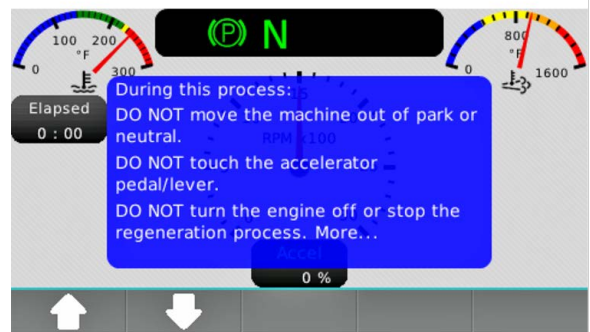 (P) N
100 200
°F
0 300
800
°F
0 1600
Elapsed
0 : 00
15
RPM x100
During this process:
DO NOT move the machine out of park or
neutral.
DO NOT touch the accelerator
pedal/lever.
DO NOT turn the engine off or stop the
regeneration process. More...
Accel
0 %